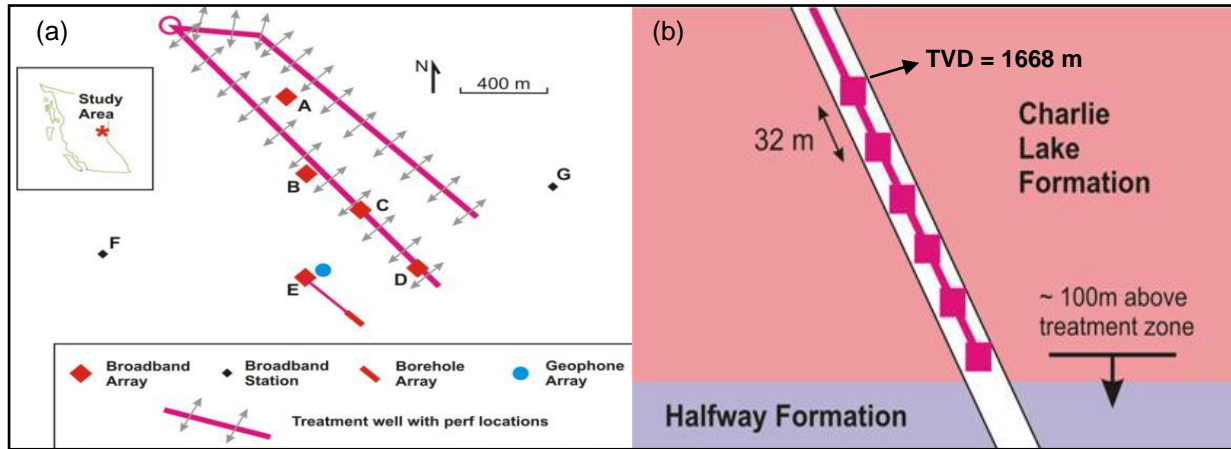 (a)
N
400 m
Study
Area
*
A
B
C
D
E
F
G
Broadband
Array
Broadband
Station
Borehole
Array
Geophone
Array
Treatment well with perf locations
(b)
TVD = 1668 m
32 m
Charlie
Lake
Formation
~ 100m above
treatment zone
Halfway Formation